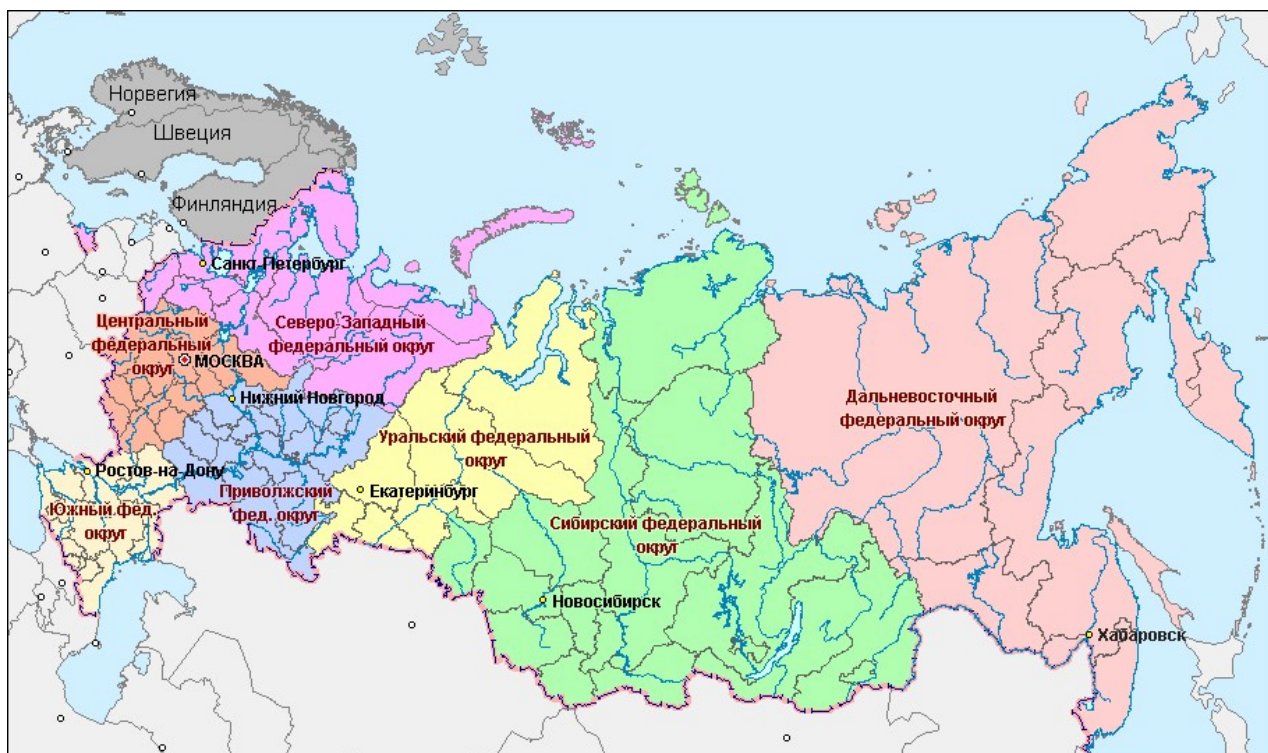 Норвегия
Швеция
Финляндия
Санкт-Петербург
Центральный
федеральный
округ
МОСКВА
Северо-Западный
федеральный округ
Нижний Новгород
Дальневосточный
федеральный округ
Уральский федеральный
округ
Ростов-на-Дону
Екатеринбург
Приволжский
фед. округ
Южный фед.
округ
Сибирский федеральный
округ
Новосибирск
Хабаровск